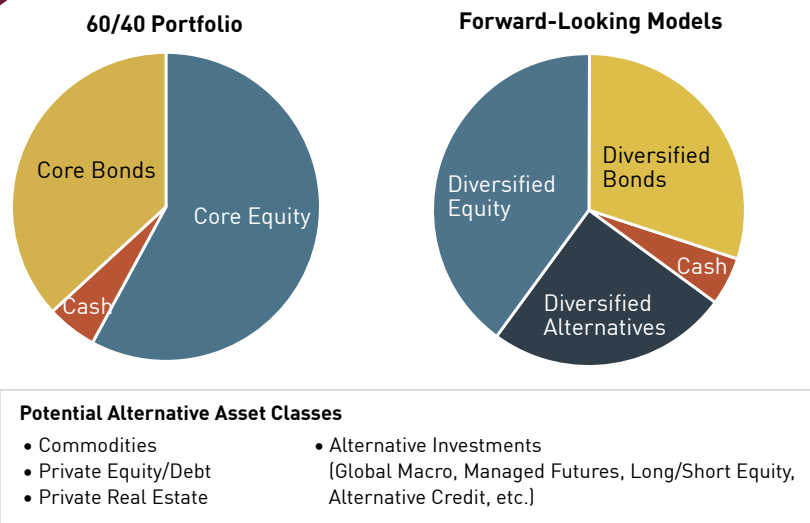 60/40 Portfolio
Core Bonds
Core Equity
Cash
Forward-Looking Models
Diversified
Equity
Diversified
Bonds
Cash
Diversified
Alternatives
Potential Alternative Asset Classes
• Commodities
• Private Equity/Debt
• Private Real Estate
• Alternative Investments
(Global Macro, Managed Futures, Long/Short Equity,
Alternative Credit, etc.)